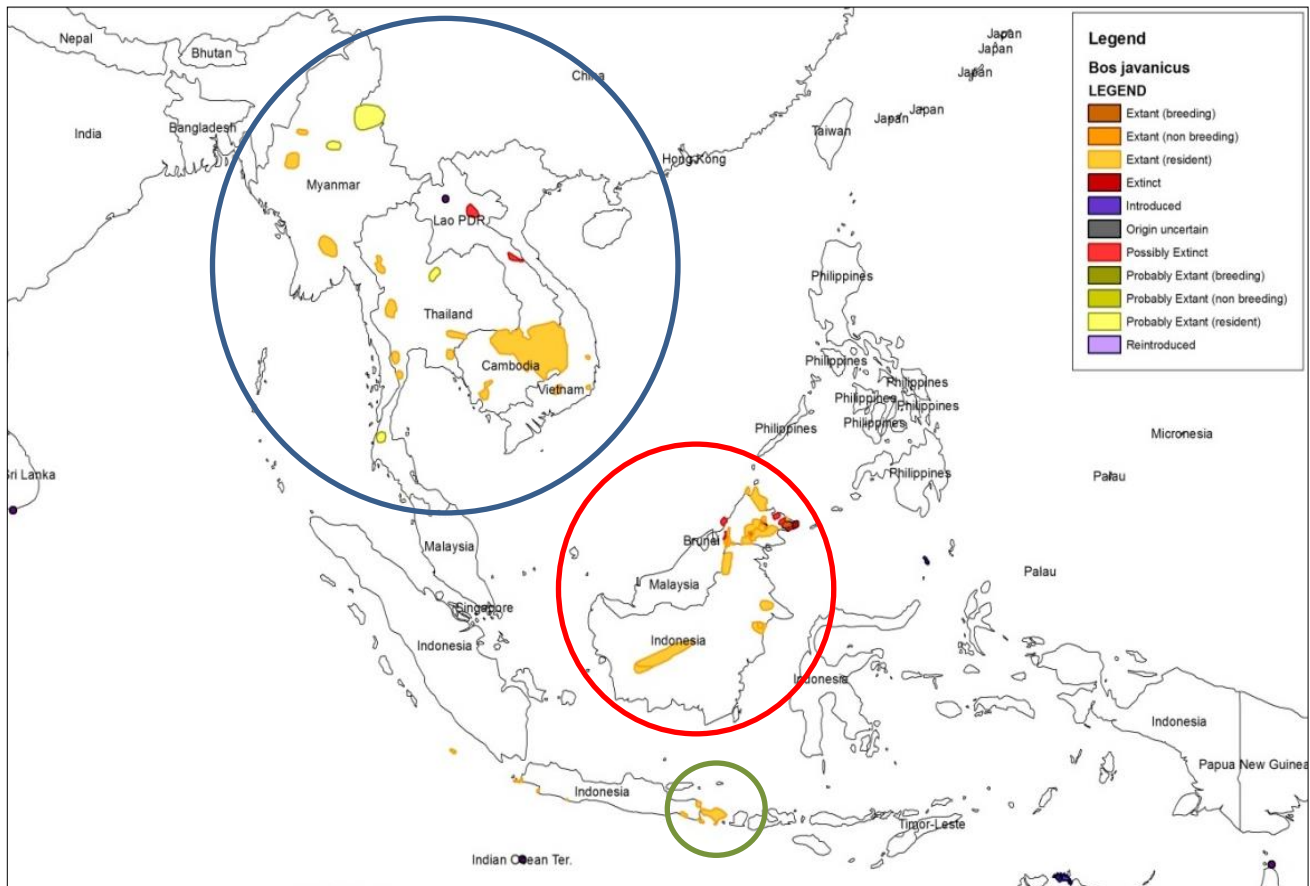 Nepal
Bhutan
China
Japan
Japan
Japan
India
Bangladesh
Japan
Japan
Taiwan
Hong Kong
Myanmar
Lao PDR
Philippines
Thailand
Cambodia
Vietnam
Philippines
Philippines
Philippines
Philippines
Philippines
Philippines
Micronesia
Philippines
Sri Lanka
Palau
Brunei
Malaysia
Malaysia
Palau
Singapore
Indonesia
Indonesia
Indonesia
Indonesia
Papua New Guinea
Indonesia
Timor-Leste
Indian Ocean Ter.
Legend
Bos javanicus
LEGEND
Extant (breeding)
Extant (non breeding)
Extant (resident)
Extinct
Introduced
Origin uncertain
Possibly Extinct
Probably Extant (breeding)
Probably Extant (non breeding)
Probably Extant (resident)
Reintroduced